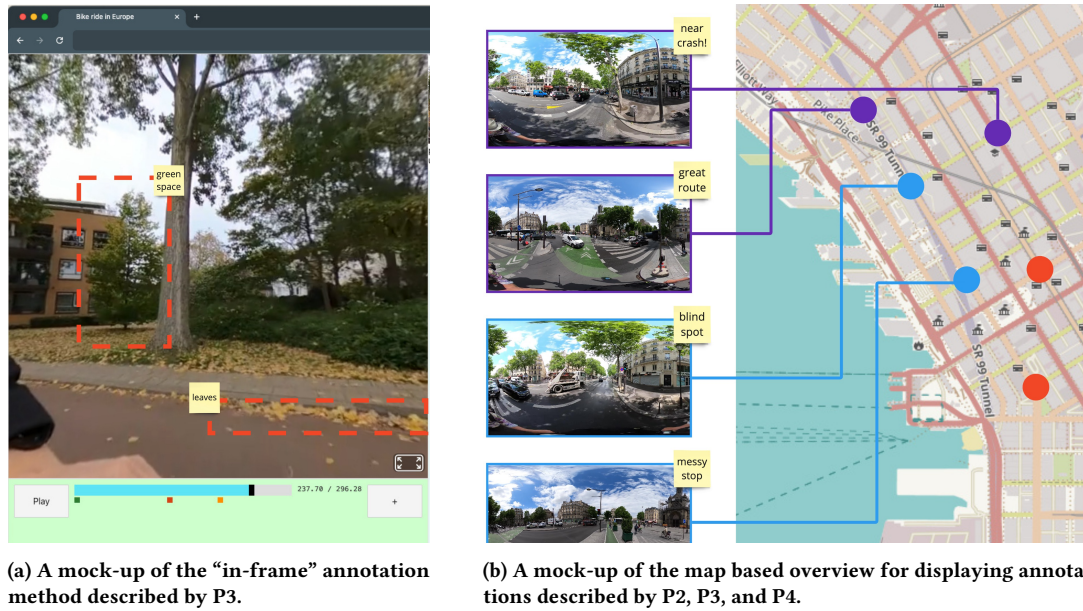 Bike ride in Europe
×
+
green
space
leaves
Play
237.70 / 296.28
+
near
crash!
great
route
blind
spot
messy
stop
Elliott Way
Pike Place
SR 99 Tunnel
SR 99 Tunnel
(a) A mock-up of the “in-frame” annotation
method described by P3.
(b) A mock-up of the map based overview for displaying annota
tions described by P2, P3, and P4.